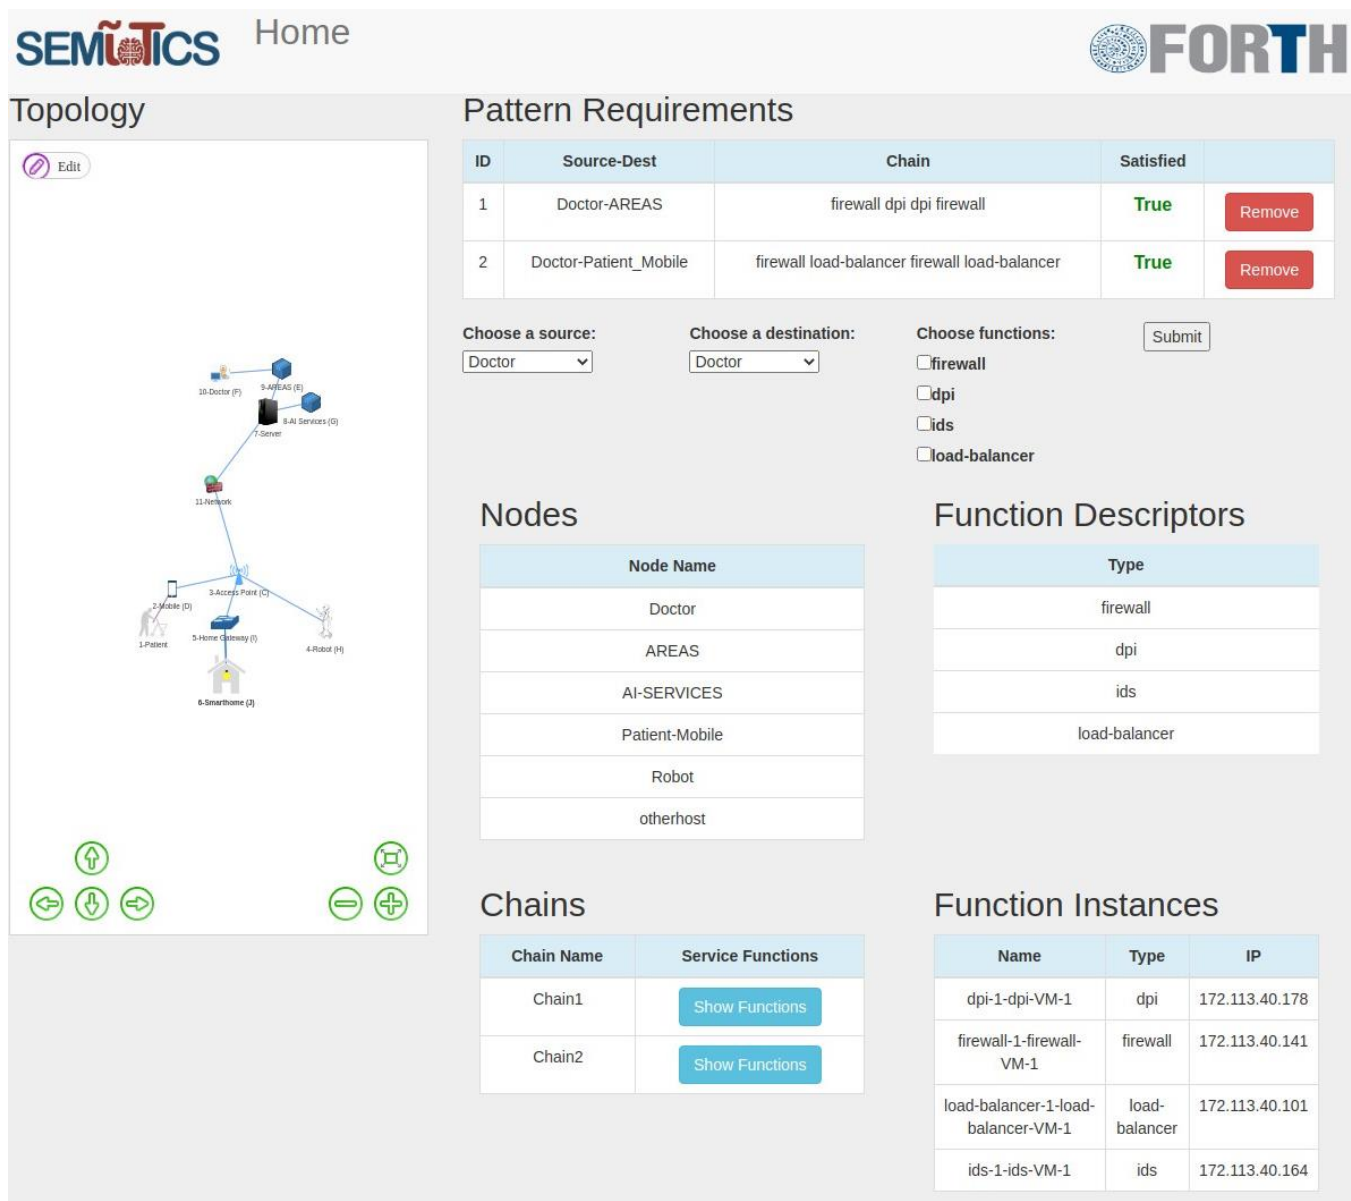 SEMIoTICS
Home
FORTH
Topology
Edit
10-Doctor (F)
9-AREAS (E)
8-AI Services (G)
7-Server
11-Network
3-Access Point (C)
2-Mobile (D)
1-Patient
5-Home Gateway (I)
4-Robot (H)
6-Smarthome (J)
Pattern Requirements
ID Source-Dest Chain Satisfied
1 Doctor-AREAS firewall dpi dpi firewall True Remove
2 Doctor-Patient_Mobile firewall load-balancer firewall load-balancer True Remove
Choose a source: Choose a destination: Choose functions: Submit
Doctor Doctor
firewall
dpi
ids
load-balancer
Nodes
Node Name
Doctor
AREAS
AI-SERVICES
Patient-Mobile
Robot
otherhost
Function Descriptors
Type
firewall
dpi
ids
load-balancer
Chains
Chain Name Service Functions
Chain1 Show Functions
Chain2 Show Functions
Function Instances
Name Type IP
dpi-1-dpi-VM-1 dpi 172.113.40.178
firewall-1-firewall- firewall 172.113.40.141
VM-1
load-balancer-1-load- load- 172.113.40.101
balancer-VM-1 balancer
ids-1-ids-VM-1 ids 172.113.40.164